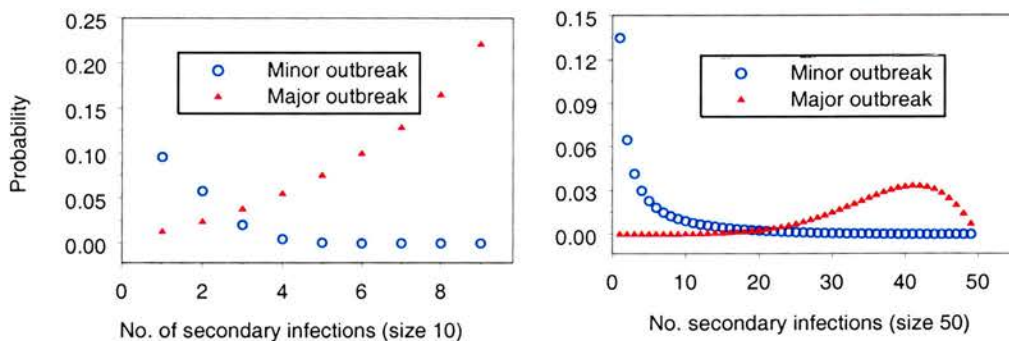 Probability
0.25
0.20
0.15
0.10
0.05
0.00
Minor outbreak
Major outbreak
0 2 4 6 8
No. of secondary infections (size 10)
0.15
0.12
0.09
0.06
0.03
0.00
Minor outbreak
Major outbreak
0 10 20 30 40 50
No. secondary infections (size 50)